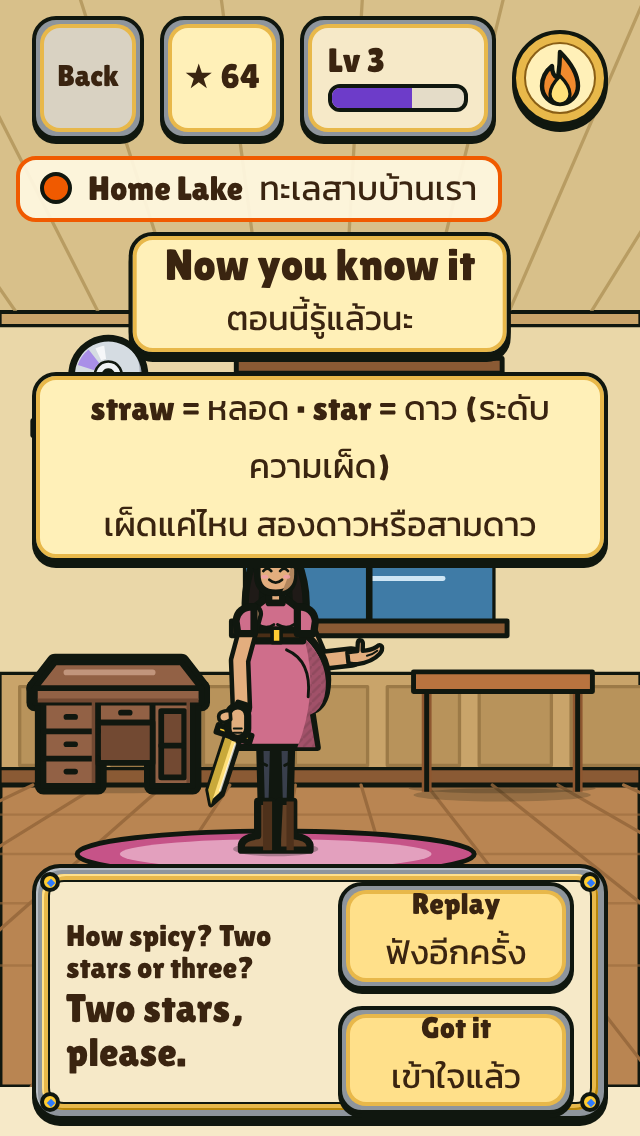 Back
★ 64
Lv 3
Home Lake ทะเลสาบบ้านเรา
Now you know it
ตอนนี้รู้แล้วนะ
straw = หลอด · star = ดาว (ระดับ
ความเผ็ด)
เผ็ดแค่ไหน สองดาวหรือสามดาว
How spicy? Two
stars or three?
Two stars,
please.
Replay
ฟังอีกครั้ง
Got it
เข้าใจแล้ว